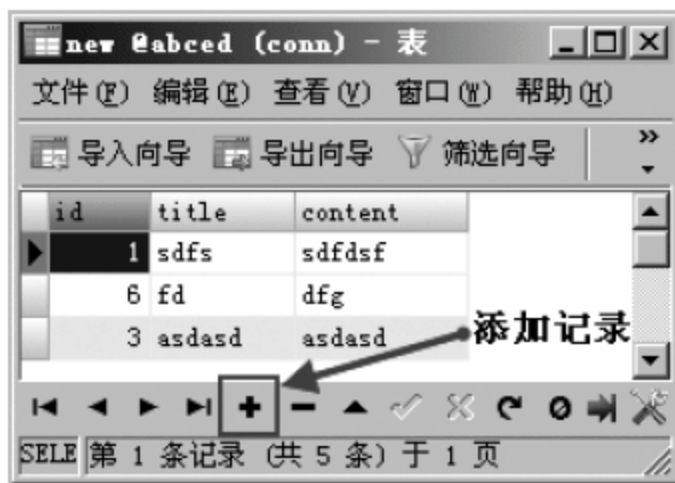 new @abced (conn) - 表
文件(F) 编辑(E) 查看(V) 窗口(W) 帮助(H)
导入向导 导出向导 筛选向导 »
id title content
1 sdfs sdfdsf
6 fd dfg
3 asdasd asdasd
添加记录
SELE 第 1 条记录 (共 5 条) 于 1 页